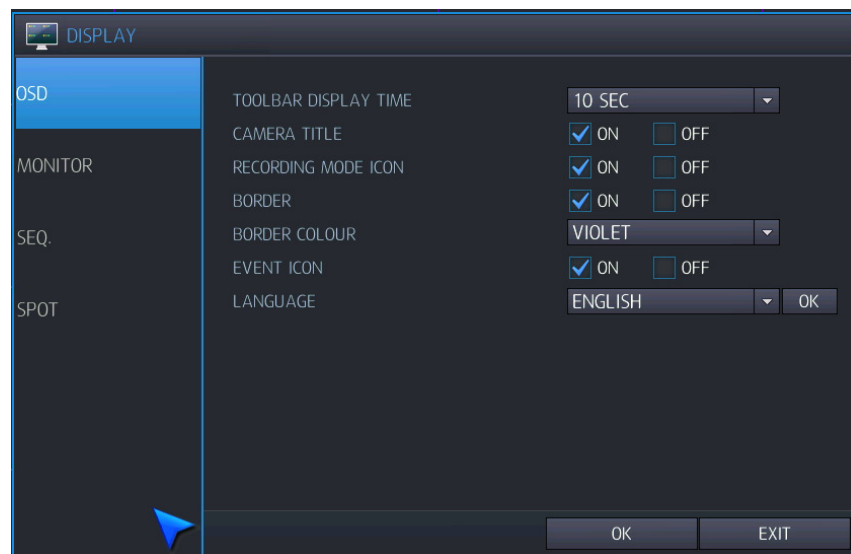 DISPLAY
OSD
MONITOR
SEQ.
SPOT
TOOLBAR DISPLAY TIME 10 SEC
CAMERA TITLE ON OFF
RECORDING MODE ICON ON OFF
BORDER ON OFF
BORDER COLOUR VIOLET
EVENT ICON ON OFF
LANGUAGE ENGLISH OK
OK EXIT